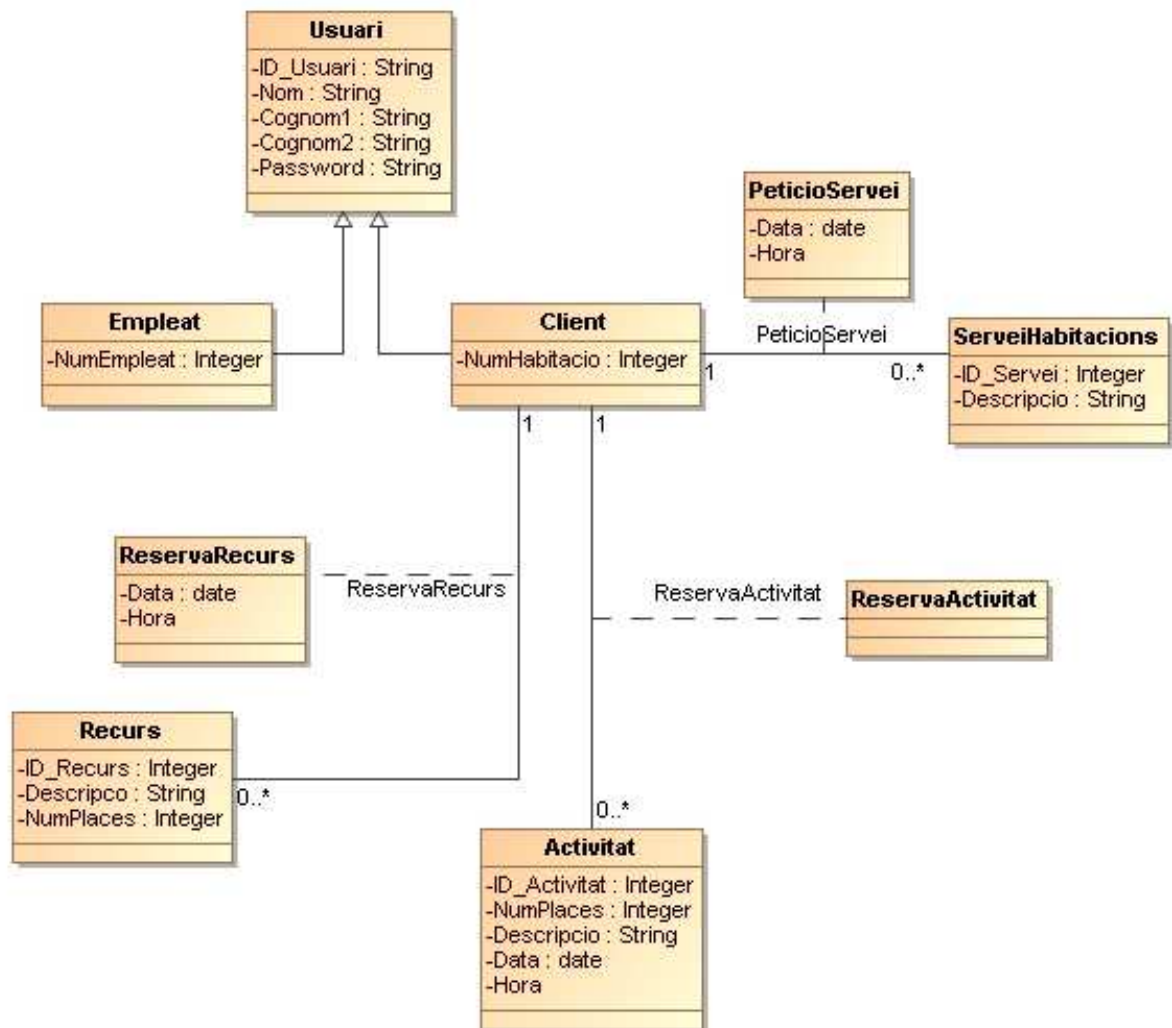 Usuari
-ID_Usuari : String
-Nom : String
-Cognom1 : String
-Cognom2 : String
-Password : String
PeticioServei
-Data : date
-Hora
Empleat
-NumEmpleat : Integer
Client
-NumHabitacio : Integer
PeticioServei
1
0..*
ServeiHabitacions
-ID_Servei : Integer
-Descripcio : String
1
1
ReservaRecurs
-Data : date
-Hora
ReservaRecurs
ReservaActivitat
ReservaActivitat
Recurs
-ID_Recurs : Integer
-Descripco : String
-NumPlaces : Integer
0..*
0..*
Activitat
-ID_Activitat : Integer
-NumPlaces : Integer
-Descripcio : String
-Data : date
-Hora